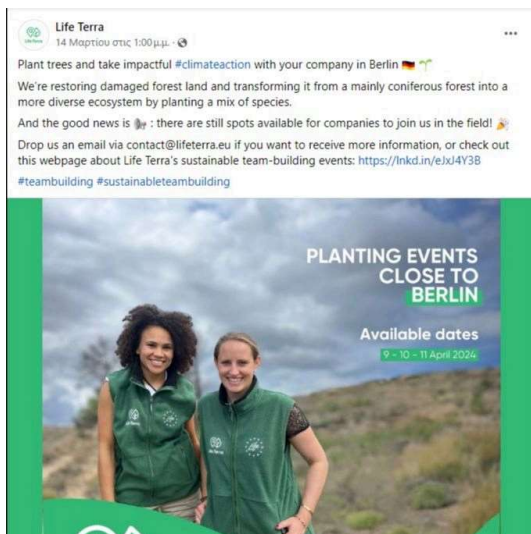 Life Terra
Life Terra
14 Μαρτίου στις 1:00 μ.μ. ·
Plant trees and take impactful #climateaction with your company in Berlin
We're restoring damaged forest land and transforming it from a mainly coniferous forest into a
more diverse ecosystem by planting a mix of species.
And the good news is : there are still spots available for companies to join us in the field!
Drop us an email via contact@lifeterra.eu if you want to receive more information, or check out
this webpage about Life Terra's sustainable team-building events: https://lnkd.in/eJxJ4Y3B
#teambuilding #sustainableteambuilding
PLANTING EVENTS
CLOSE TO
BERLIN
Available dates
9 - 10 - 11 April 2024